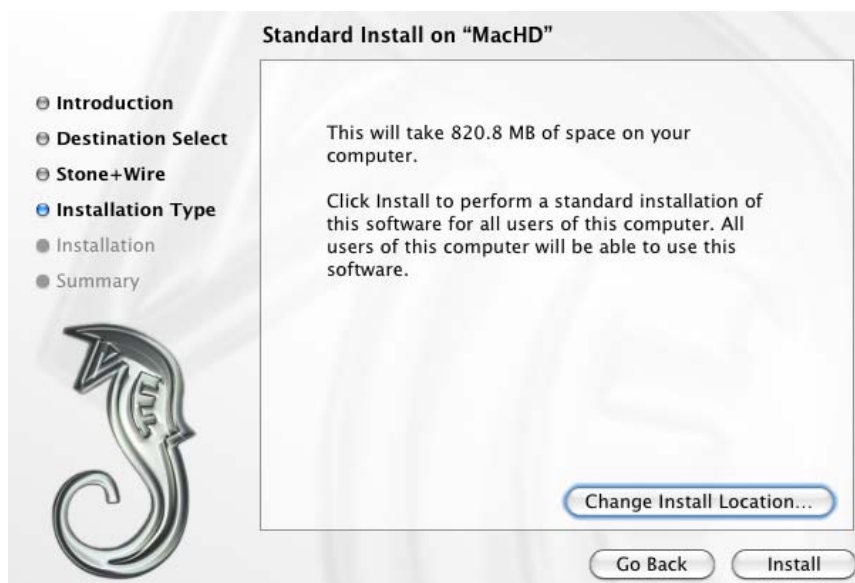 Standard Install on “MacHD”
Introduction
Destination Select
Stone+Wire
Installation Type
Installation
Summary
This will take 820.8 MB of space on your
computer.
Click Install to perform a standard installation of
this software for all users of this computer. All
users of this computer will be able to use this
software.
Change Install Location...
Go Back
Install